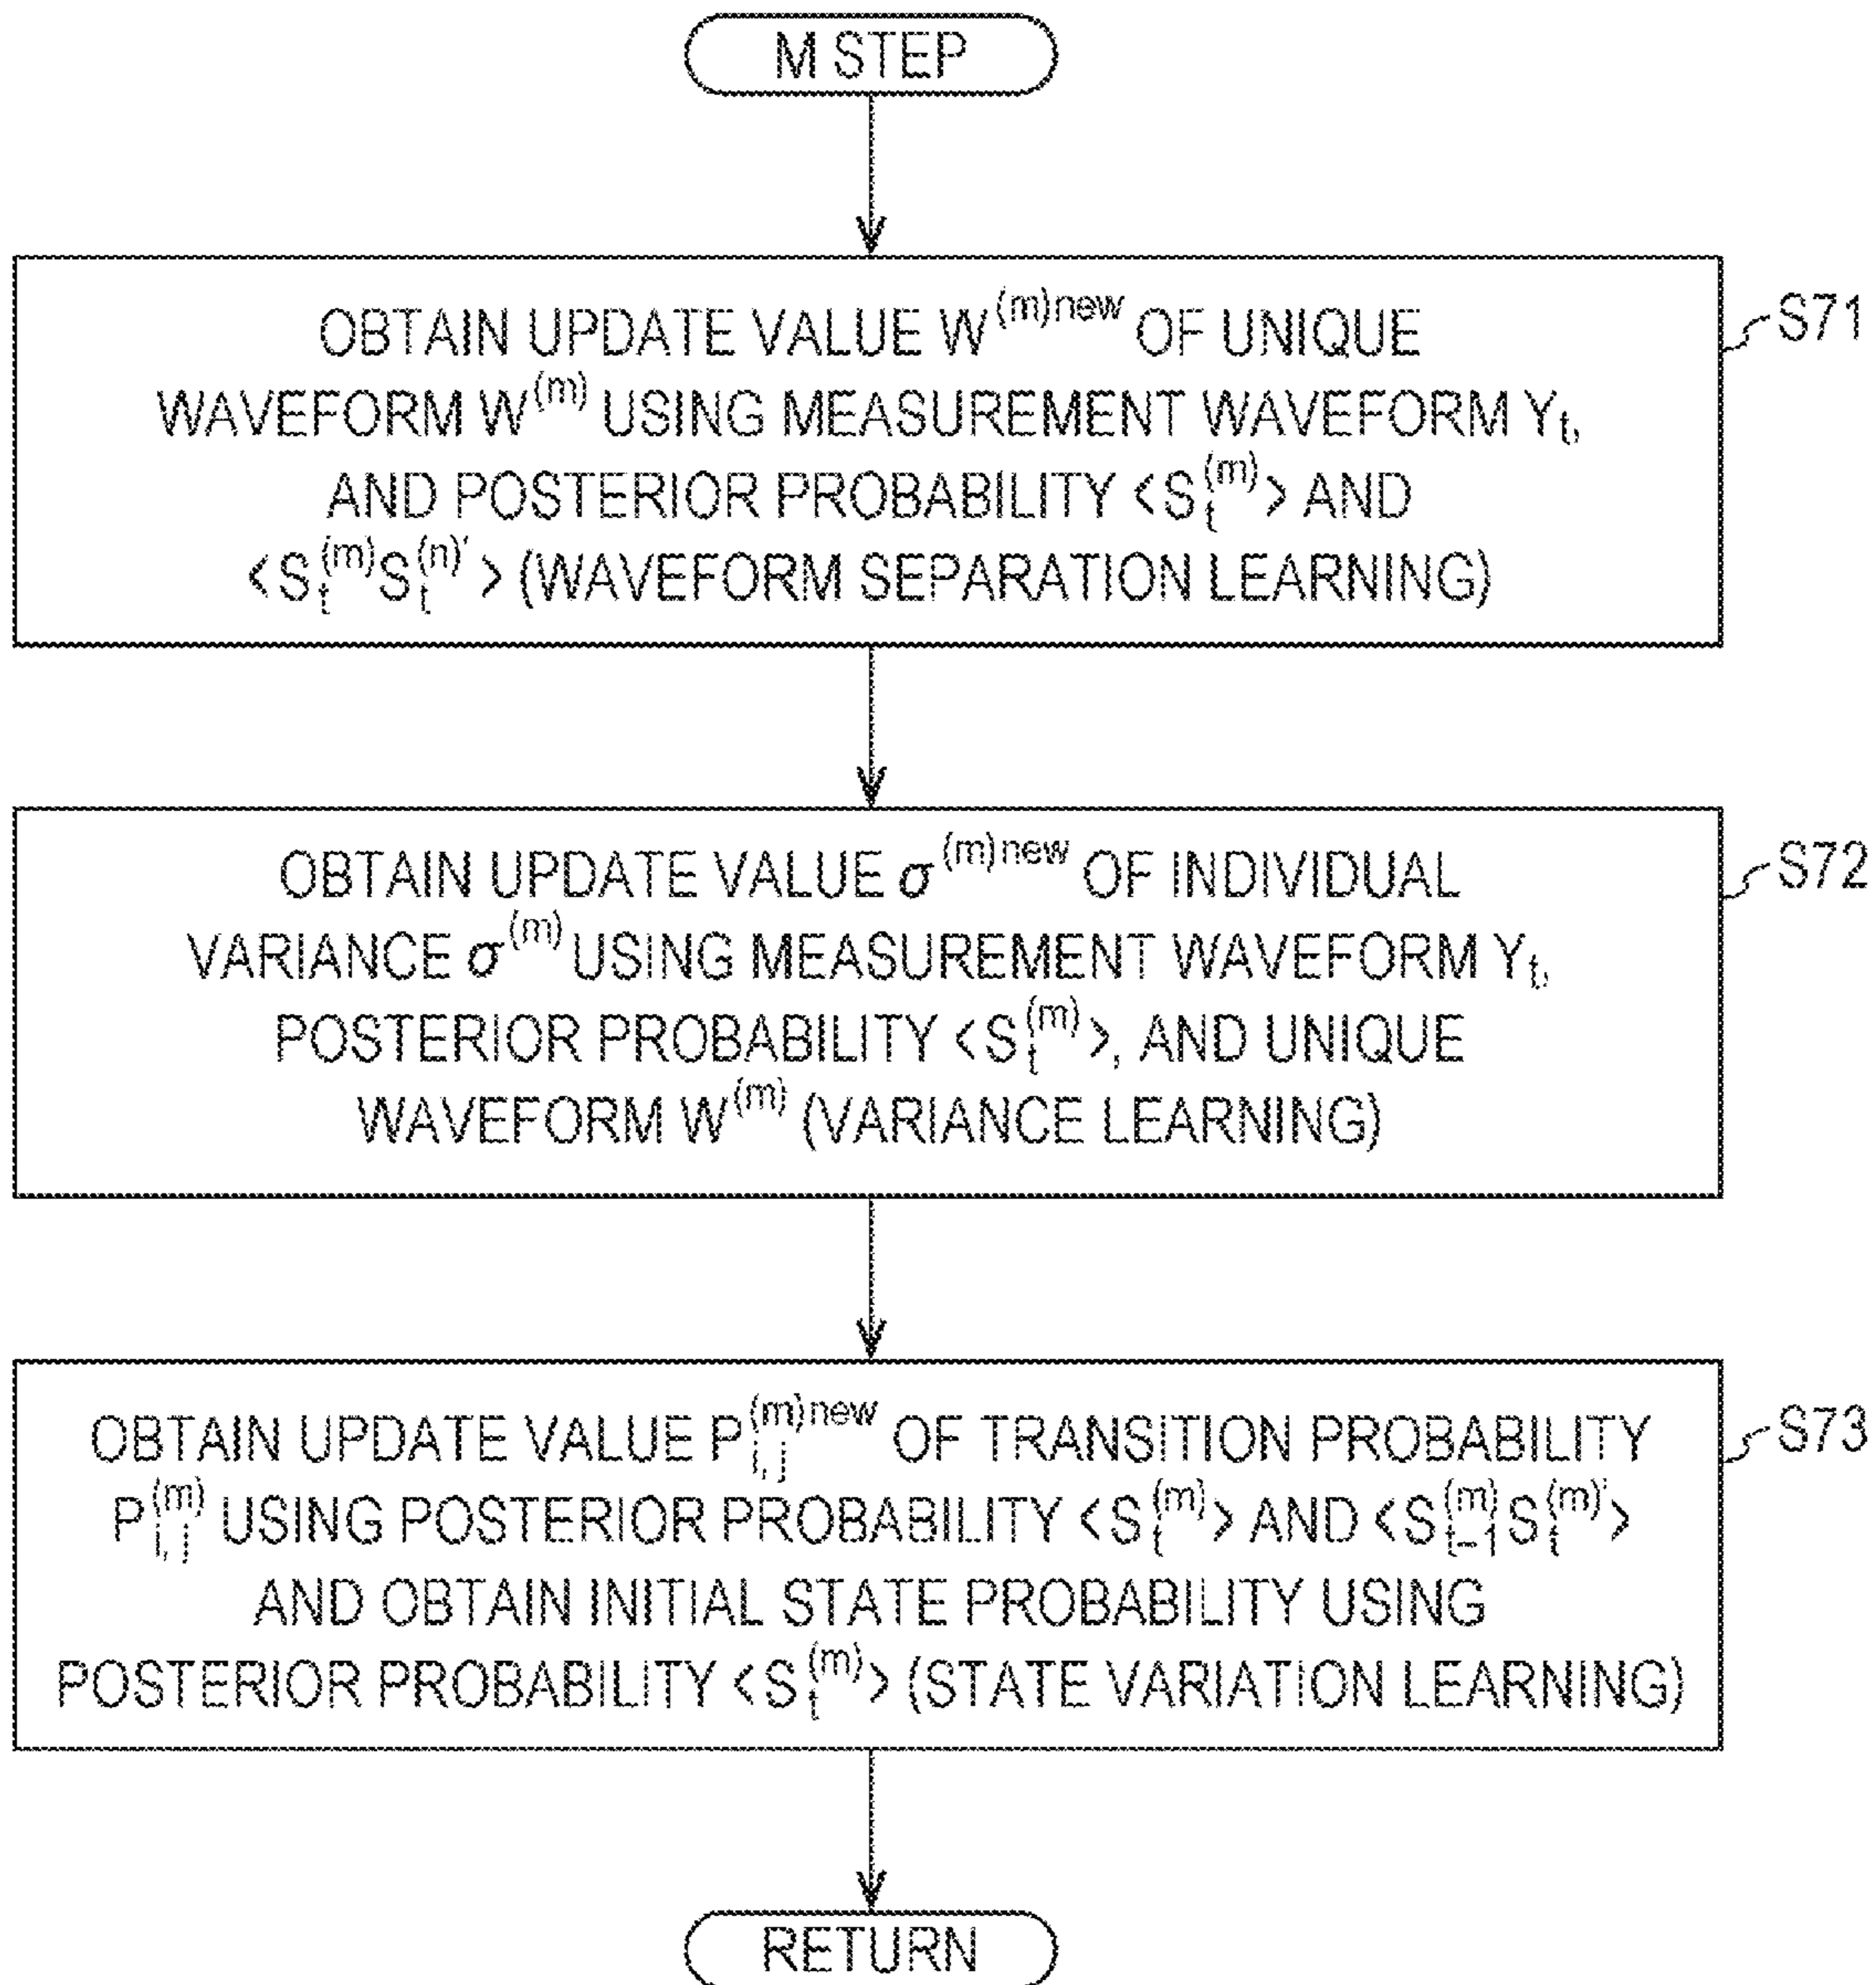 M STEP
OBTAIN UPDATE VALUE W^(m)new OF UNIQUE
WAVEFORM W^(m) USING MEASUREMENT WAVEFORM Y_t,
AND POSTERIOR PROBABILITY <S_t^(m)> AND
<S_t^(m)S_t^(n)'> (WAVEFORM SEPARATION LEARNING)
S71
OBTAIN UPDATE VALUE σ^(m)new OF INDIVIDUAL
VARIANCE σ^(m) USING MEASUREMENT WAVEFORM Y_t,
POSTERIOR PROBABILITY <S_t^(m)>, AND UNIQUE
WAVEFORM W^(m) (VARIANCE LEARNING)
S72
OBTAIN UPDATE VALUE P_i,j^(m)new OF TRANSITION PROBABILITY
P_i,j^(m) USING POSTERIOR PROBABILITY <S_t^(m)> AND <S_t-1^(m)S_t^(m)'>
AND OBTAIN INITIAL STATE PROBABILITY USING
POSTERIOR PROBABILITY <S_t^(m)> (STATE VARIATION LEARNING)
S73
RETURN